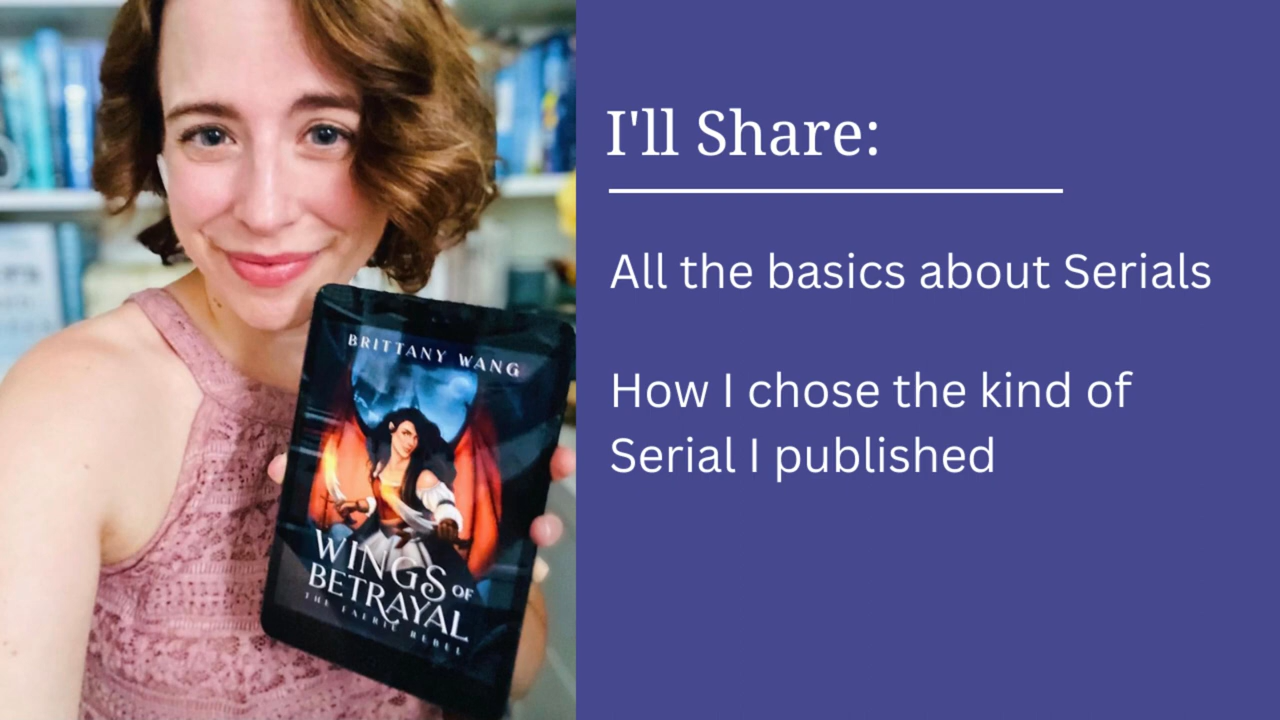 I'll Share:
All the basics about Serials
How I chose the kind of
Serial I published
BRITTANY WANG
WINGS OF
BETRAYAL
THE FAERIE REBEL